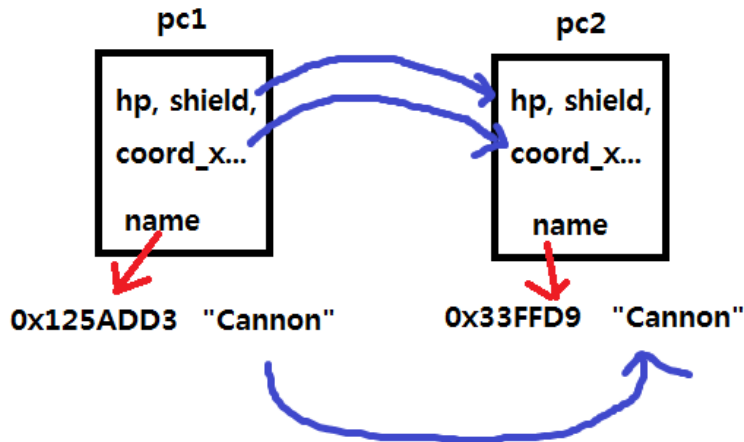 pc1
hp, shield,
coord_x...
name
0x125ADD3 "Cannon"
pc2
hp, shield,
coord_x...
name
0x33FFD9 "Cannon"